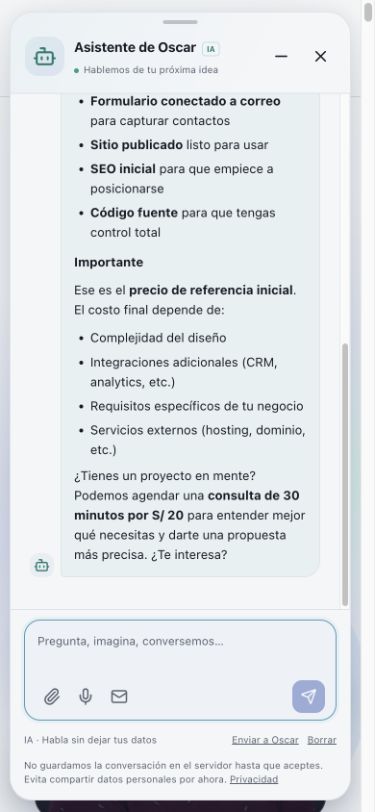 Asistente de Oscar IA
Hablemos de tu próxima idea
• Formulario conectado a correo
para capturar contactos
• Sitio publicado listo para usar
• SEO inicial para que empiece a
posicionarse
• Código fuente para que tengas
control total
Importante
Ese es el precio de referencia inicial.
El costo final depende de:
• Complejidad del diseño
• Integraciones adicionales (CRM,
analytics, etc.)
• Requisitos específicos de tu negocio
• Servicios externos (hosting, dominio,
etc.)
¿Tienes un proyecto en mente?
Podemos agendar una consulta de 30
minutos por S/ 20 para entender mejor
qué necesitas y darte una propuesta
más precisa. ¿Te interesa?
Pregunta, imagina, conversemos...
IA · Habla sin dejar tus datos Enviar a Oscar Borrar
No guardamos la conversación en el servidor hasta que aceptes.
Evita compartir datos personales por ahora. Privacidad